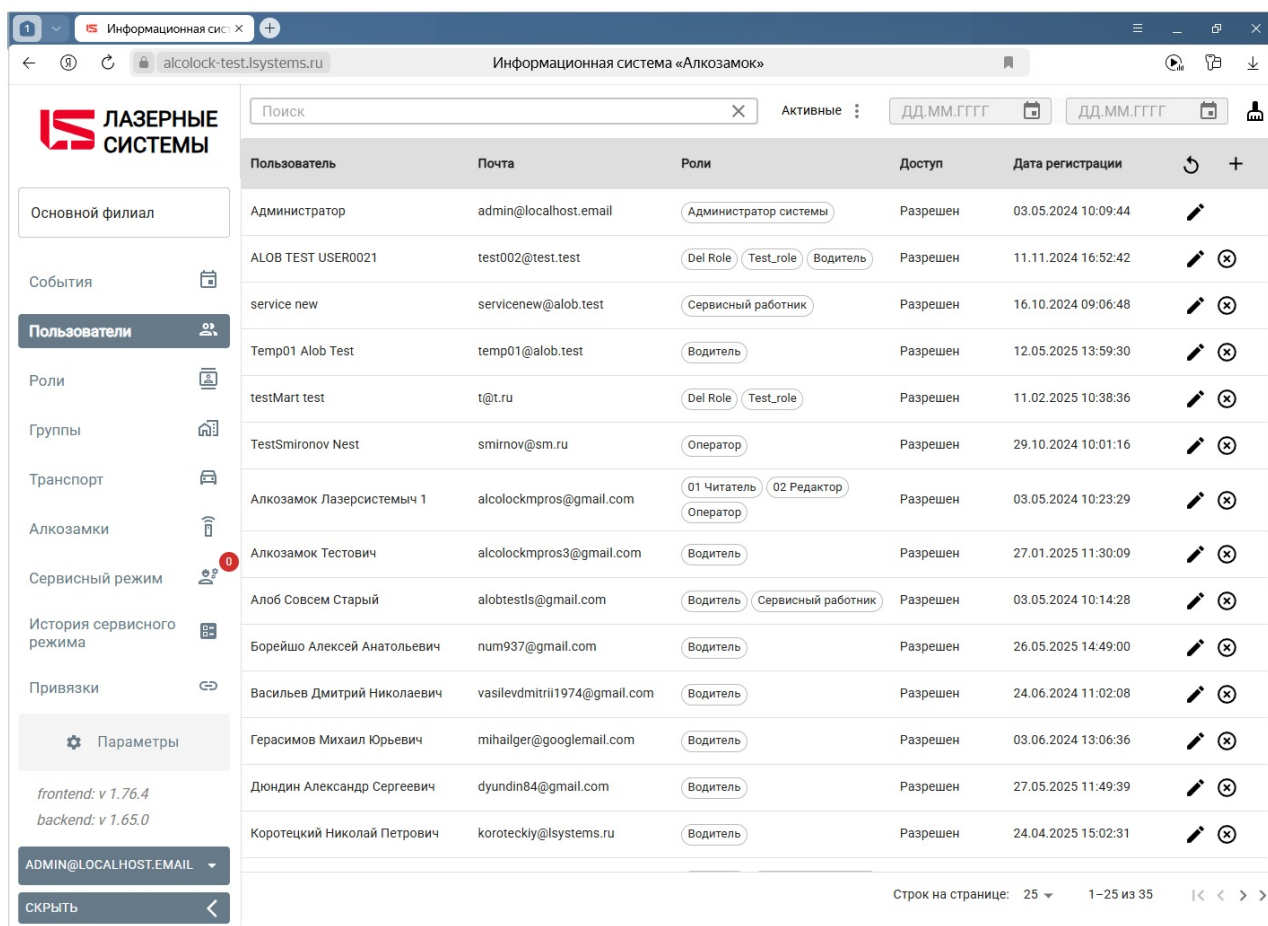 1
Информационная сис
alcolock-test.lsystems.ru
Информационная система «Алкозамок»
ЛАЗЕРНЫЕ
СИСТЕМЫ
Основной филиал
События
Пользователи
Роли
Группы
Транспорт
Алкозамки
Сервисный режим
0
История сервисного
режима
Привязки
Параметры
frontend: v 1.76.4
backend: v 1.65.0
ADMIN@LOCALHOST.EMAIL
СКРЫТЬ
Поиск Активные ДД.ММ.ГГГГ ДД.ММ.ГГГГ
Пользователь Почта Роли Доступ Дата регистрации
Администратор admin@localhost.email Администратор системы Разрешен 03.05.2024 10:09:44
ALOB TEST USER0021 test002@test.test Del Role Test_role Водитель Разрешен 11.11.2024 16:52:42
service new servicenew@alob.test Сервисный работник Разрешен 16.10.2024 09:06:48
Temp01 Alob Test temp01@alob.test Водитель Разрешен 12.05.2025 13:59:30
testMart test t@t.ru Del Role Test_role Разрешен 11.02.2025 10:38:36
TestSmironov Nest smirnov@sm.ru Оператор Разрешен 29.10.2024 10:01:16
Алкозамок Лазерсистемыч 1 alcolockmpros@gmail.com 01 Читатель 02 Редактор Разрешен 03.05.2024 10:23:29
Оператор
Алкозамок Тестович alcolockmpros3@gmail.com Водитель Разрешен 27.01.2025 11:30:09
Алоб Совсем Старый alobtestls@gmail.com Водитель Сервисный работник Разрешен 03.05.2024 10:14:28
Борейшо Алексей Анатольевич num937@gmail.com Водитель Разрешен 26.05.2025 14:49:00
Васильев Дмитрий Николаевич vasilevdmitrii1974@gmail.com Водитель Разрешен 24.06.2024 11:02:08
Герасимов Михаил Юрьевич mihailger@googlemail.com Водитель Разрешен 03.06.2024 13:06:36
Дюндин Александр Сергеевич dyundin84@gmail.com Водитель Разрешен 27.05.2025 11:49:39
Коротецкий Николай Петрович koroteckiy@lsystems.ru Водитель Разрешен 24.04.2025 15:02:31
Строк на странице: 25 1–25 из 35